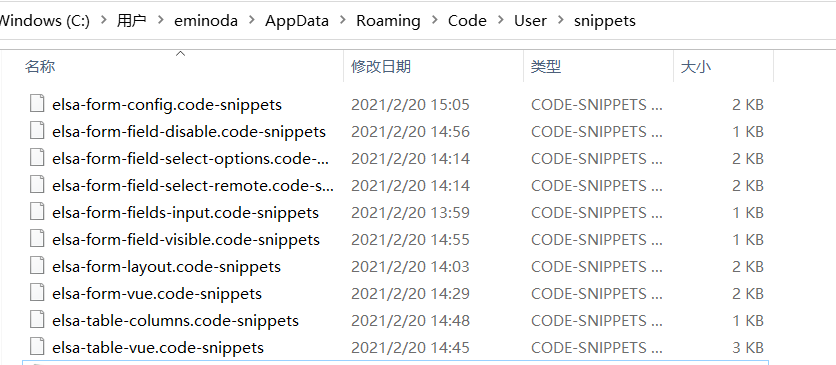 Windows (C:) > 用户 > eminoda > AppData > Roaming > Code > User > snippets
名称 修改日期 类型 大小
elsa-form-config.code-snippets 2021/2/20 15:05 CODE-SNIPPETS ... 2 KB
elsa-form-field-disable.code-snippets 2021/2/20 14:56 CODE-SNIPPETS ... 1 KB
elsa-form-field-select-options.code-... 2021/2/20 14:14 CODE-SNIPPETS ... 2 KB
elsa-form-field-select-remote.code-s... 2021/2/20 14:14 CODE-SNIPPETS ... 2 KB
elsa-form-fields-input.code-snippets 2021/2/20 13:59 CODE-SNIPPETS ... 1 KB
elsa-form-field-visible.code-snippets 2021/2/20 14:55 CODE-SNIPPETS ... 1 KB
elsa-form-layout.code-snippets 2021/2/20 14:03 CODE-SNIPPETS ... 2 KB
elsa-form-vue.code-snippets 2021/2/20 14:29 CODE-SNIPPETS ... 2 KB
elsa-table-columns.code-snippets 2021/2/20 14:48 CODE-SNIPPETS ... 1 KB
elsa-table-vue.code-snippets 2021/2/20 14:45 CODE-SNIPPETS ... 3 KB